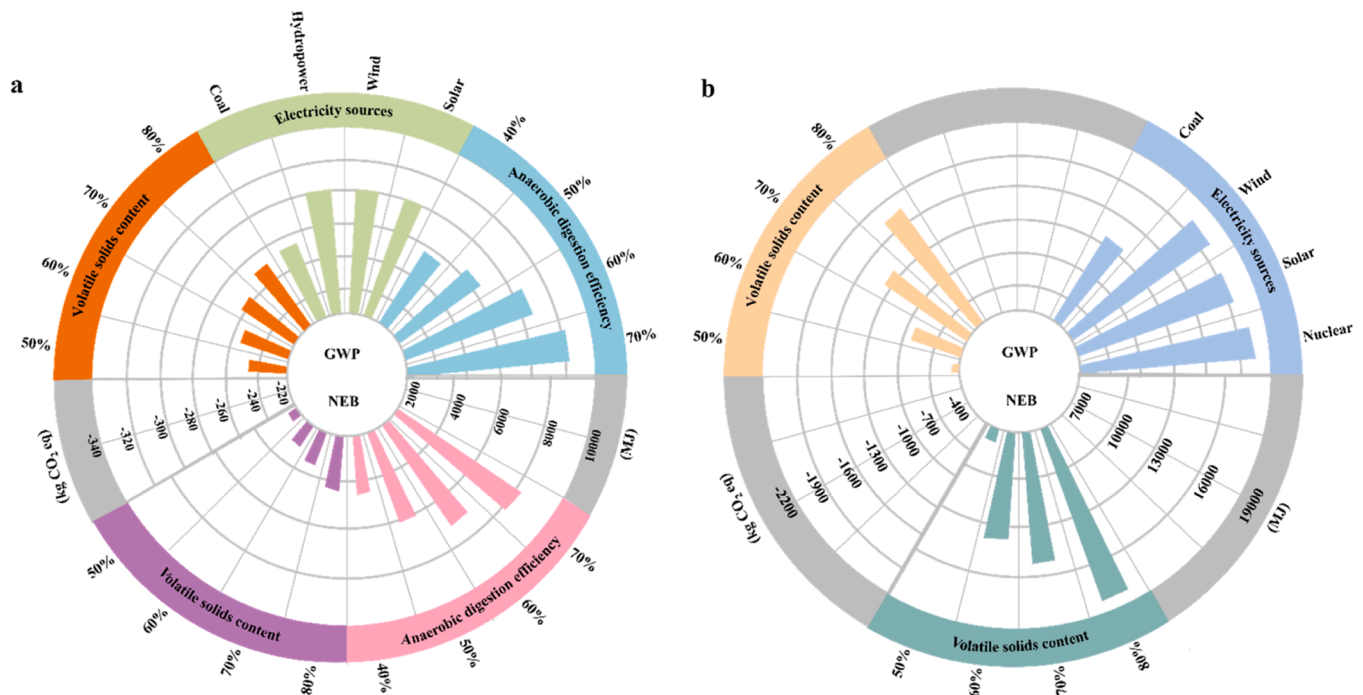 a
Hydropower
Coal
Wind
Solar
80%
Electricity sources
40%
70%
Volatile solids content
Anaerobic digestion efficiency
50%
60%
60%
50%
70%
GWP
NEB
-220
-240
-260
-280
-300
-320
-340
(kg CO₂ eq)
2000
4000
6000
8000
10000
(MJ)
50%
60%
70%
80%
Volatile solids content
40%
50%
60%
70%
Anaerobic digestion efficiency
b
80%
70%
60%
50%
Volatile solids content
Coal
Wind
Solar
Nuclear
Electricity sources
GWP
NEB
-400
-700
-1000
-1300
-1600
-1900
-2200
(kg CO₂ eq)
7000
10000
13000
16000
19000
(MJ)
50%
60%
70%
80%
Volatile solids content